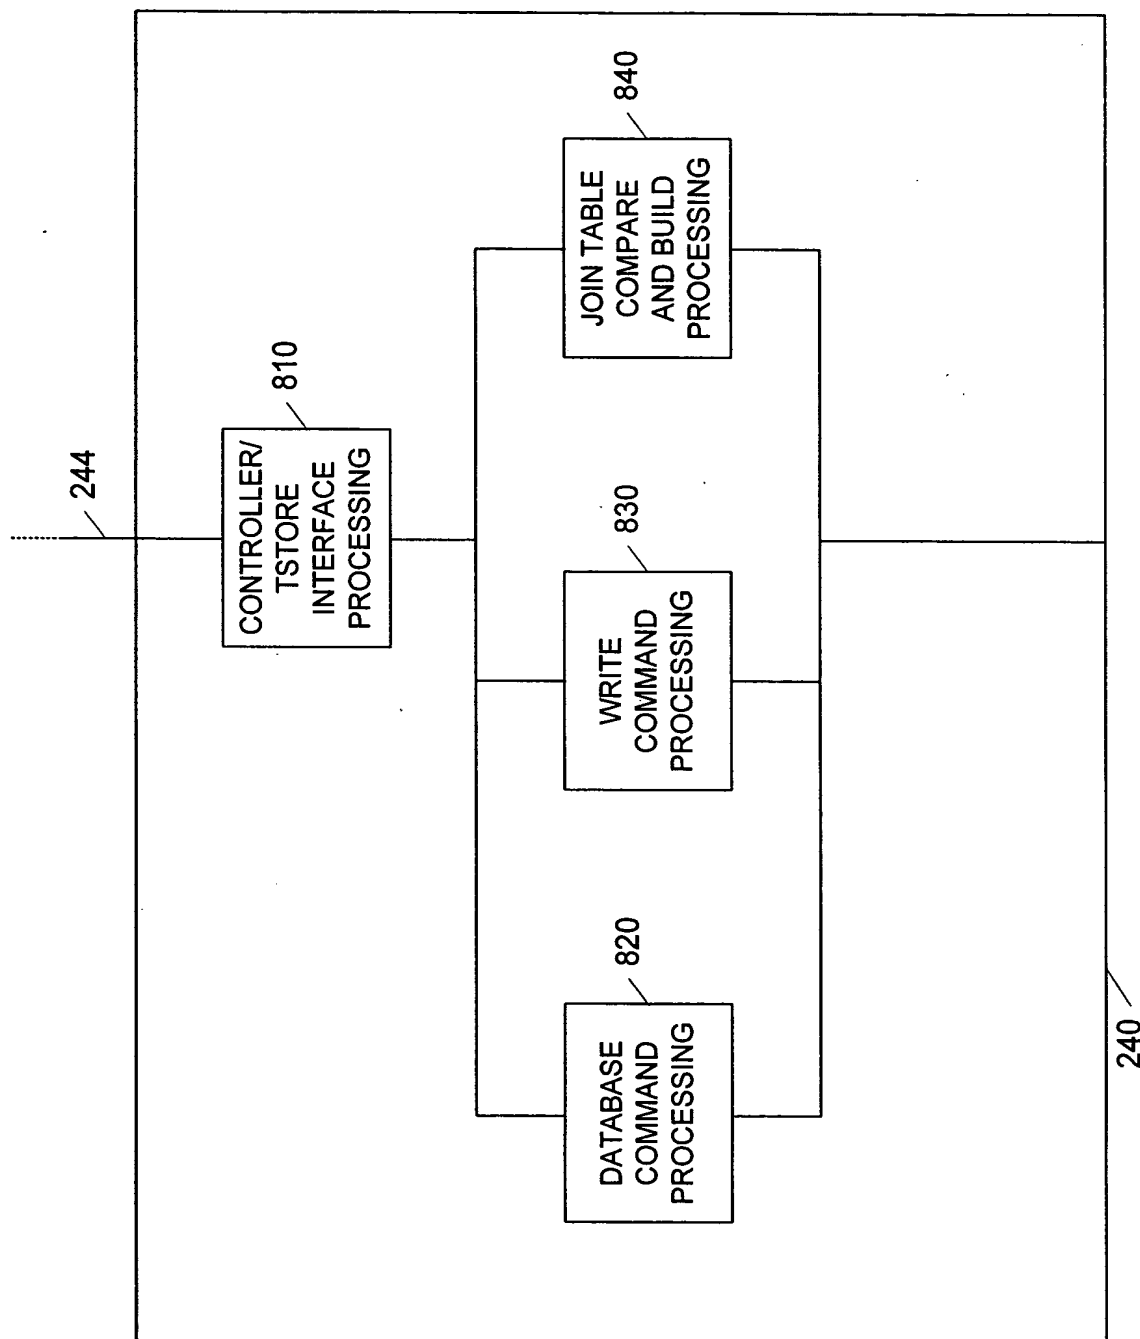 244
CONTROLLER/
TSTORE
INTERFACE
PROCESSING
810
DATABASE
COMMAND
PROCESSING
820
WRITE
COMMAND
PROCESSING
830
JOIN TABLE
COMPARE
AND BUILD
PROCESSING
840
240